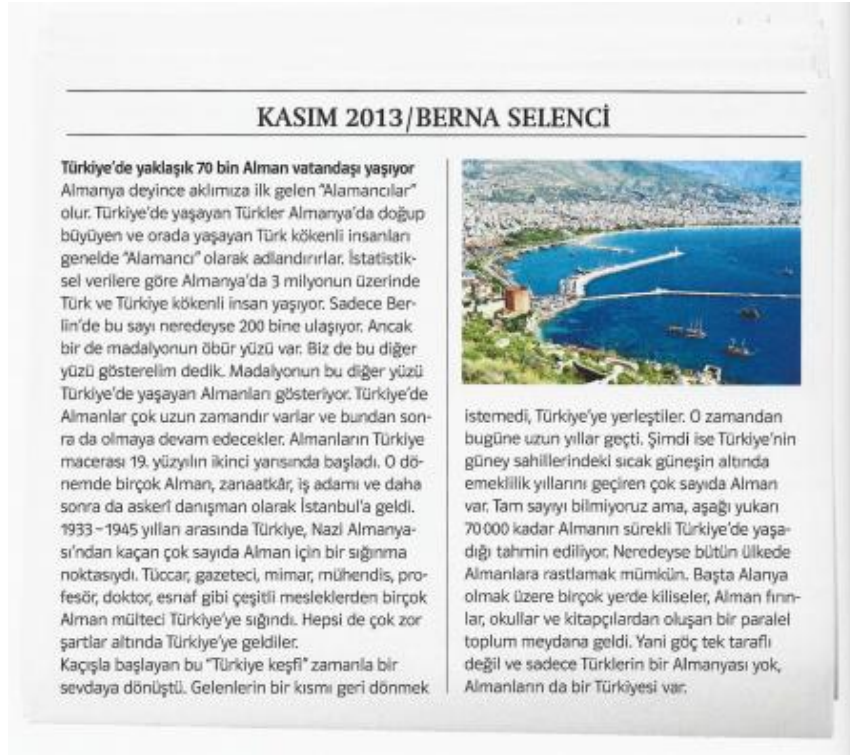 KASIM 2013/BERNA SELENCİ
Türkiye'de yaklaşık 70 bin Alman vatandaşı yaşıyor
Almanya deyince aklımıza ilk gelen "Alamancılar"
olur. Türkiye'de yaşayan Türkler Almanya'da doğup
büyüyen ve orada yaşayan Türk kökenli insanları
genelde "Alamancı" olarak adlandırırlar. İstatistik-
sel verilere göre Almanya'da 3 milyonun üzerinde
Türk ve Türkiye kökenli insan yaşıyor. Sadece Ber-
lin'de bu sayı neredeyse 200 bine ulaşıyor. Ancak
bir de madalyonun öbür yüzü var. Biz de bu diğer
yüzü gösterelim dedik. Madalyonun bu diğer yüzü
Türkiye'de yaşayan Almanları gösteriyor. Türkiye'de
Almanlar çok uzun zamandır varlar ve bundan son-
ra da olmaya devam edecekler. Almanların Türkiye
macerası 19. yüzyılın ikinci yarısında başladı. O dö-
nemde birçok Alman, zanaatkâr, iş adamı ve daha
sonra da askerî danışman olarak İstanbul'a geldi.
1933–1945 yılları arasında Türkiye, Nazi Almanya-
sı'ndan kaçan çok sayıda Alman için bir sığınma
noktasıydı. Tüccar, gazeteci, mimar, mühendis, pro-
fesör, doktor, esnaf gibi çeşitli mesleklerden birçok
Alman mülteci Türkiye'ye sığındı. Hepsi de çok zor
şartlar altında Türkiye'ye geldiler.
Kaçışla başlayan bu "Türkiye keşfi" zamanla bir
sevdaya dönüştü. Gelenlerin bir kısmı geri dönmek
istemedi, Türkiye'ye yerleştiler. O zamandan
bugüne uzun yıllar geçti. Şimdi ise Türkiye'nin
güney sahillerindeki sıcak güneşin altında
emeklilik yıllarını geçiren çok sayıda Alman
var. Tam sayıyı bilmiyoruz ama, aşağı yukarı
70 000 kadar Almanın sürekli Türkiye'de yaşa-
dığı tahmin ediliyor. Neredeyse bütün ülkede
Almanlara rastlamak mümkün. Başta Alanya
olmak üzere birçok yerde kiliseler, Alman fırın-
lar, okullar ve kitapçılardan oluşan bir paralel
toplum meydana geldi. Yani göç tek taraflı
değil ve sadece Türklerin bir Almanyası yok,
Almanların da bir Türkiyesi var.